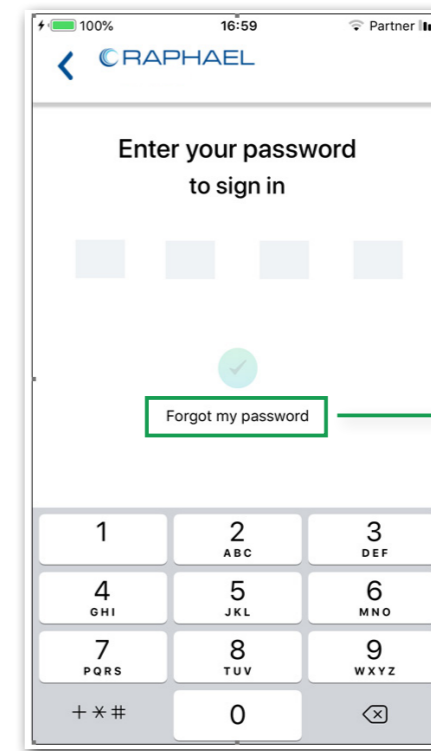 100% 16:59 Partner
RAPHAEL
Enter your password
to sign in
Forgot my password
1 2 3
ABC DEF
4 5 6
GHI JKL MNO
7 8 9
PQRS TUV WXYZ
+*# 0